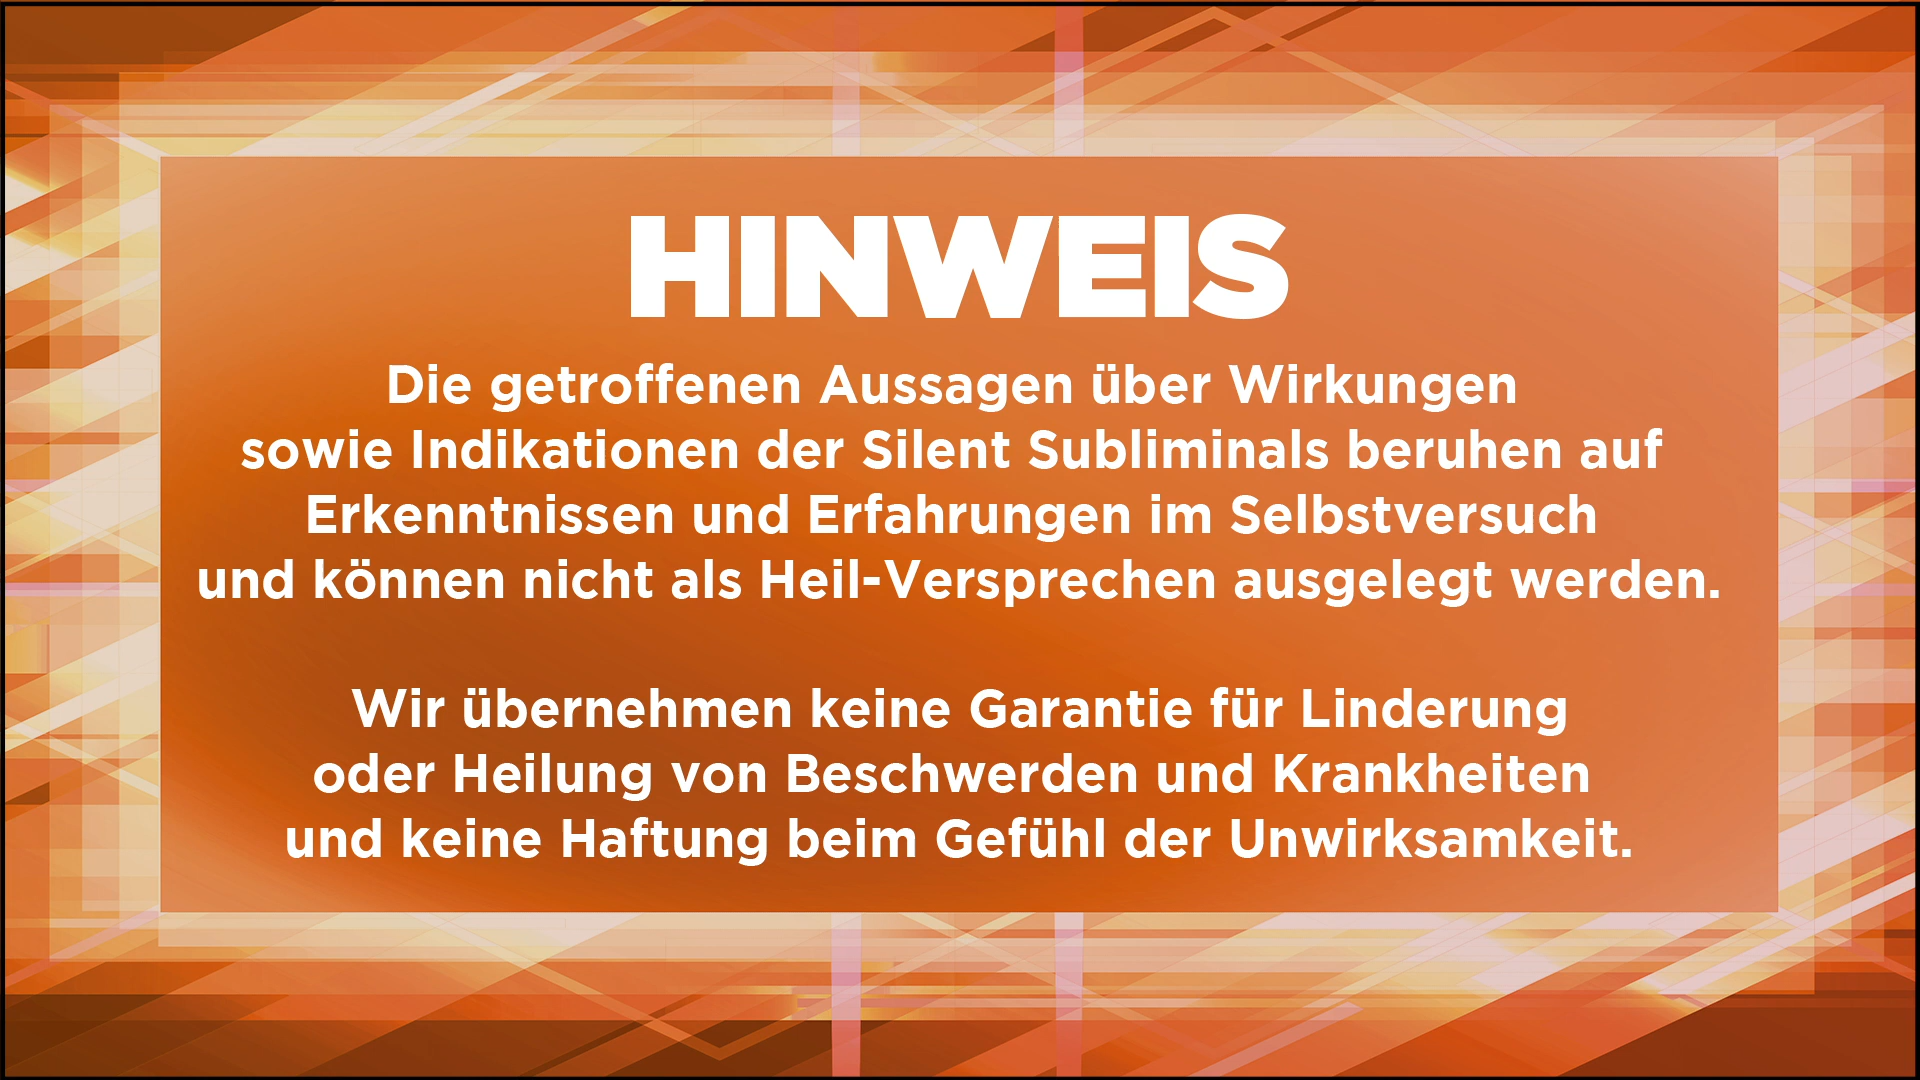 HINWEIS
Die getroffenen Aussagen über Wirkungen
sowie Indikationen der Silent Subliminals beruhen auf
Erkenntnissen und Erfahrungen im Selbstversuch
und können nicht als Heil-Versprechen ausgelegt werden.
Wir übernehmen keine Garantie für Linderung
oder Heilung von Beschwerden und Krankheiten
und keine Haftung beim Gefühl der Unwirksamkeit.